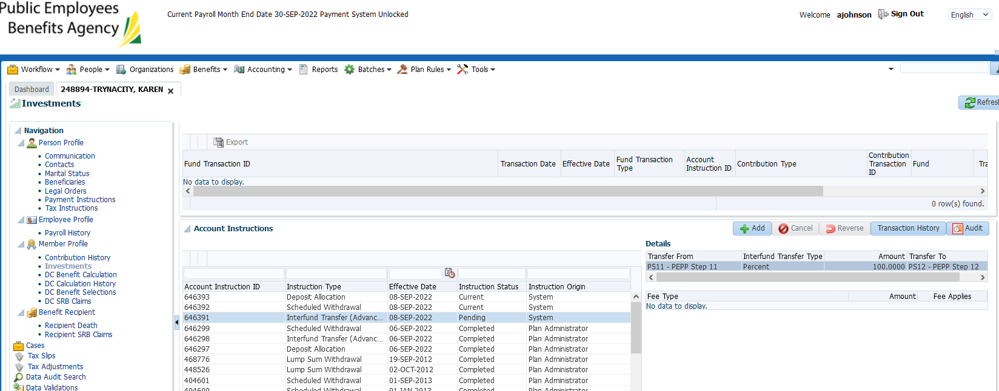 Public Employees
Benefits Agency
Current Payroll Month End Date 30-SEP-2022 Payment System Unlocked
Welcome ajohnson Sign Out English
Workflow People Organizations Benefits Accounting Reports Batches Plan Rules Tools
Dashboard 248894-TRYNACITY, KAREN
Investments
Refresh
Navigation
Person Profile
Communication
Contacts
Marital Status
Beneficiaries
Legal Orders
Payment Instructions
Tax Instructions
Employee Profile
Payroll History
Member Profile
Contribution History
Investments
DC Benefit Calculation
DC Calculation History
DC Benefit Selections
DC SRB Claims
Benefit Recipient
Recipient Death
Recipient SRB Claims
Cases
Tax Slips
Tax Adjustments
Data Audit Search
Data Validations
Export
Fund Transaction ID Transaction Date Effective Date Fund Transaction Type Account Instruction ID Contribution Type Contribution Transaction ID Fund Tra
No data to display.
0 row(s) found.
Account Instructions
Add Cancel Reverse Transaction History Audit
Account Instruction ID Instruction Type Effective Date Instruction Status Instruction Origin
646393 Deposit Allocation 08-SEP-2022 Current System
646392 Scheduled Withdrawal 08-SEP-2022 Current System
646391 Interfund Transfer (Advanc... 08-SEP-2022 Pending System
646299 Scheduled Withdrawal 06-SEP-2022 Completed Plan Administrator
646298 Interfund Transfer (Advanc... 06-SEP-2022 Completed Plan Administrator
646297 Deposit Allocation 06-SEP-2022 Completed Plan Administrator
468776 Lump Sum Withdrawal 19-SEP-2012 Completed Plan Administrator
448526 Lump Sum Withdrawal 02-OCT-2012 Completed Plan Administrator
404601 Scheduled Withdrawal 01-SEP-2013 Completed Plan Administrator
404600 Scheduled Withdrawal 01-JAN-2013 Completed Plan Administrator
Details
Transfer From Interfund Transfer Type Amount Transfer To
PS11 - PEPP Step 11 Percent 100.0000 PS12 - PEPP Step 12
Fee Type Amount Fee Applies
No data to display.